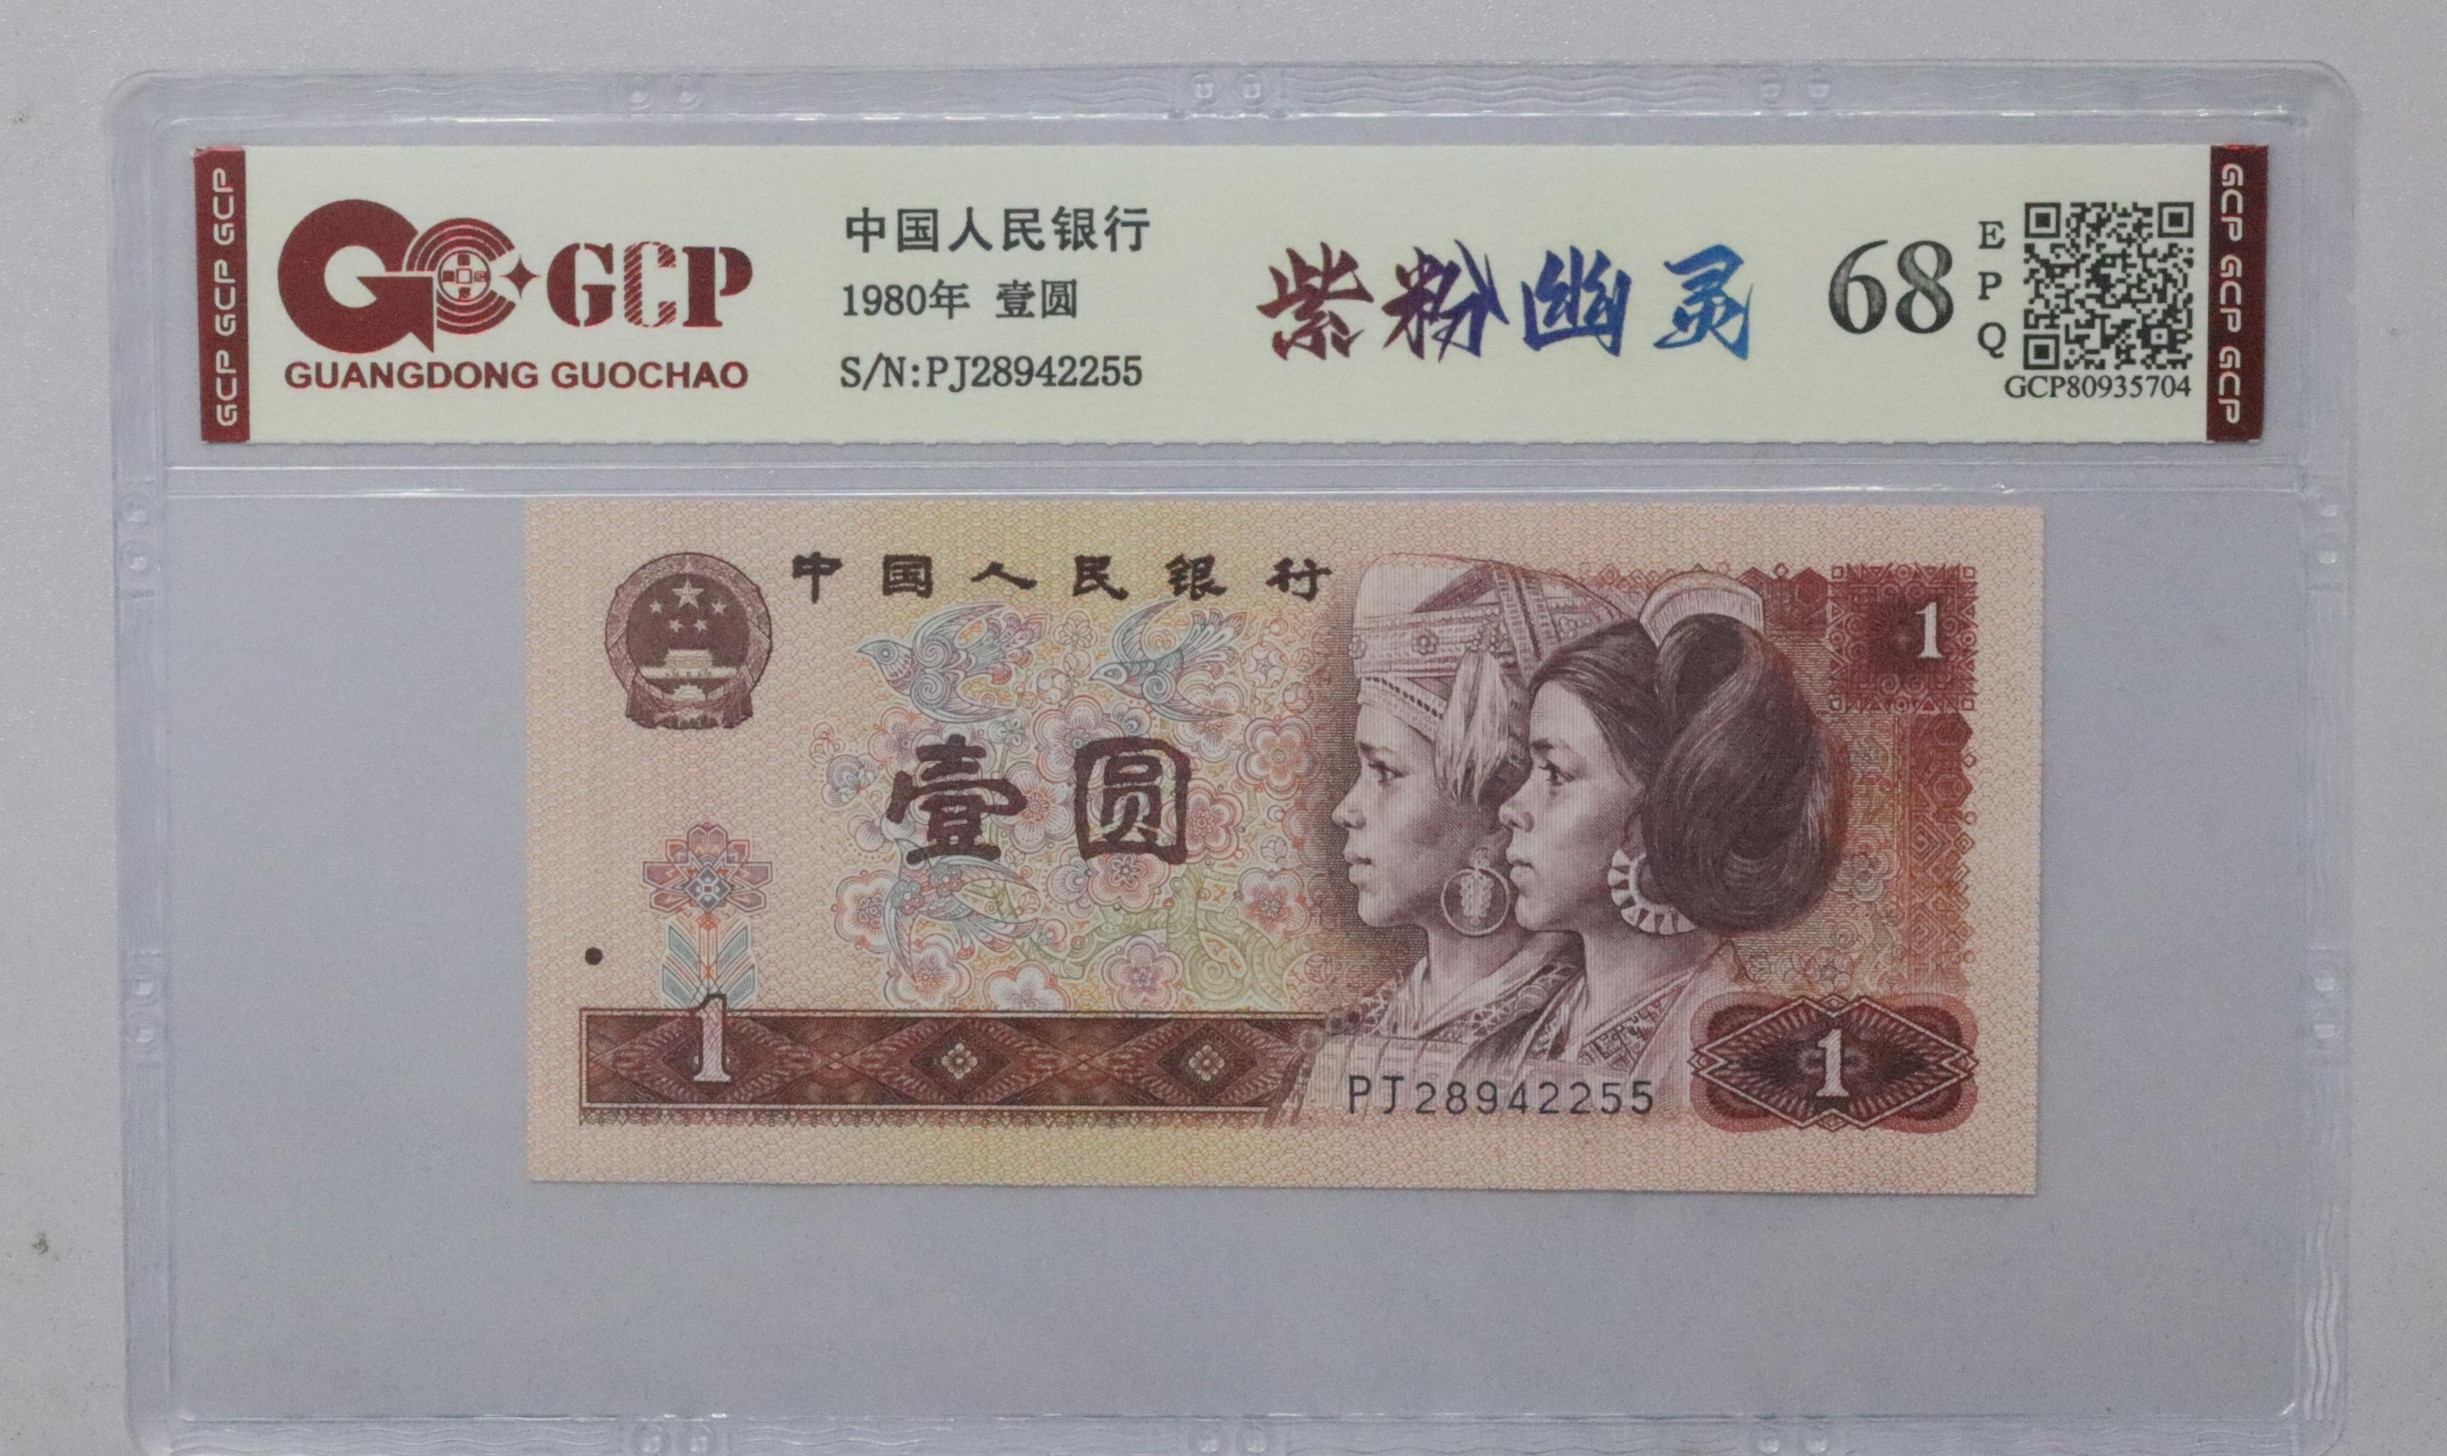 GCP GCP GCP
GCP
GUANGDONG GUOCHAO
中国人民银行
1980年 壹圆
S/N:PJ28942255
紫粉幽灵
68
EPQ
GCP80935704
GCP GCP GCP
中国人民银行
1
壹圆
1
1
PJ28942255